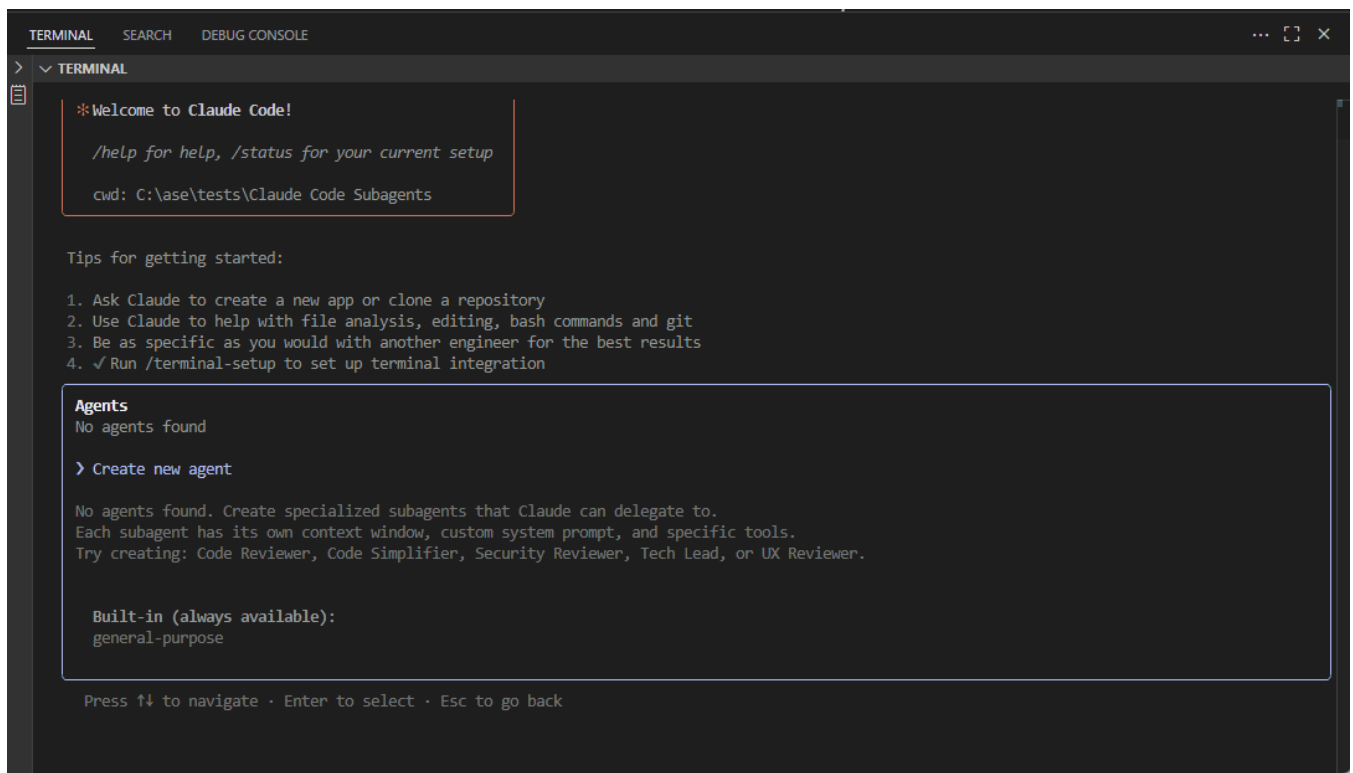 TERMINAL SEARCH DEBUG CONSOLE
TERMINAL
✻ Welcome to Claude Code!
/help for help, /status for your current setup
cwd: C:\ase\tests\Claude Code Subagents
Tips for getting started:
1. Ask Claude to create a new app or clone a repository
2. Use Claude to help with file analysis, editing, bash commands and git
3. Be as specific as you would with another engineer for the best results
4. ✓ Run /terminal-setup to set up terminal integration
Agents
No agents found
❯ Create new agent
No agents found. Create specialized subagents that Claude can delegate to.
Each subagent has its own context window, custom system prompt, and specific tools.
Try creating: Code Reviewer, Code Simplifier, Security Reviewer, Tech Lead, or UX Reviewer.
Built-in (always available):
general-purpose
Press ↑↓ to navigate · Enter to select · Esc to go back